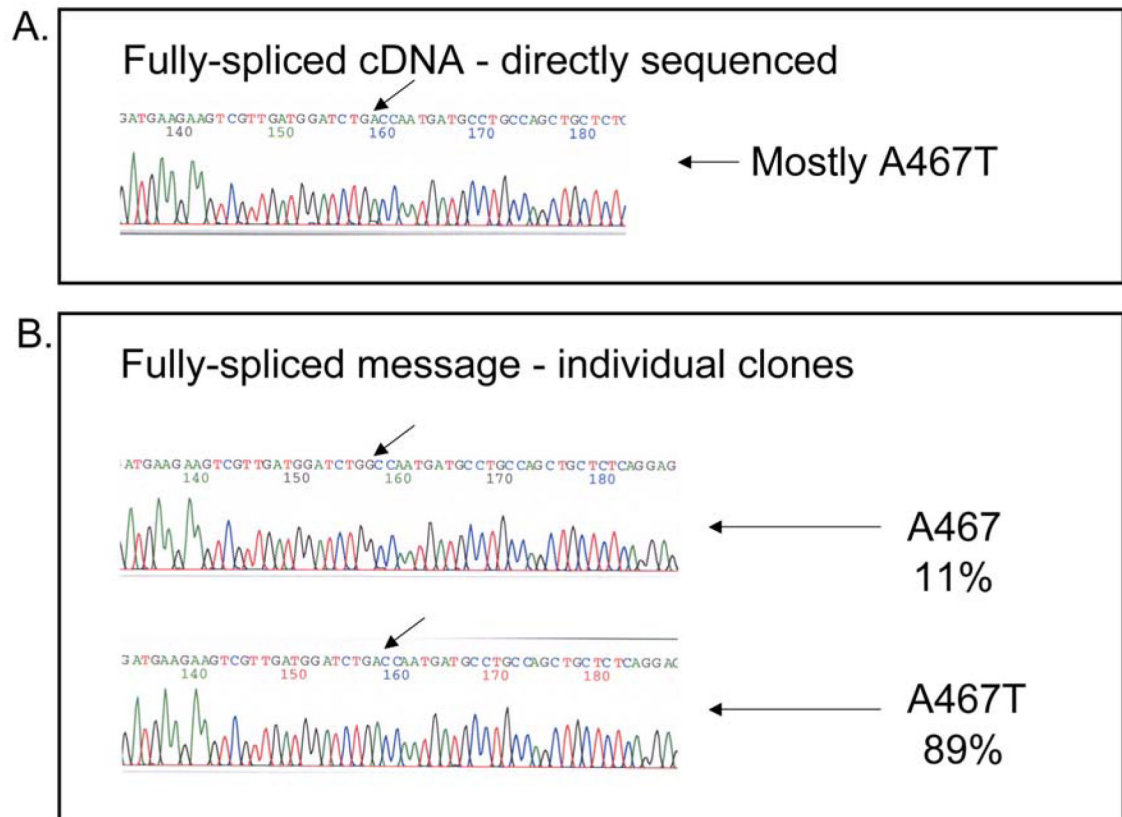 A.
Fully-spliced cDNA - directly sequenced
GATGAAGAAGTCGTTGATGGATCTGACCAATGATGCCTGCCAGCTGCTCTC
140 150 160 170 180
Mostly A467T
B.
Fully-spliced message - individual clones
ATGAAGAAGTCGTTGATGGATCTGGCCAATGATGCCTGCCAGCTGCTCTCAGGAG
140 150 160 170 180
A467
11%
GATGAAGAAGTCGTTGATGGATCTGACCAATGATGCCTGCCAGCTGCTCTCAGGAG
140 150 160 170 180
A467T
89%